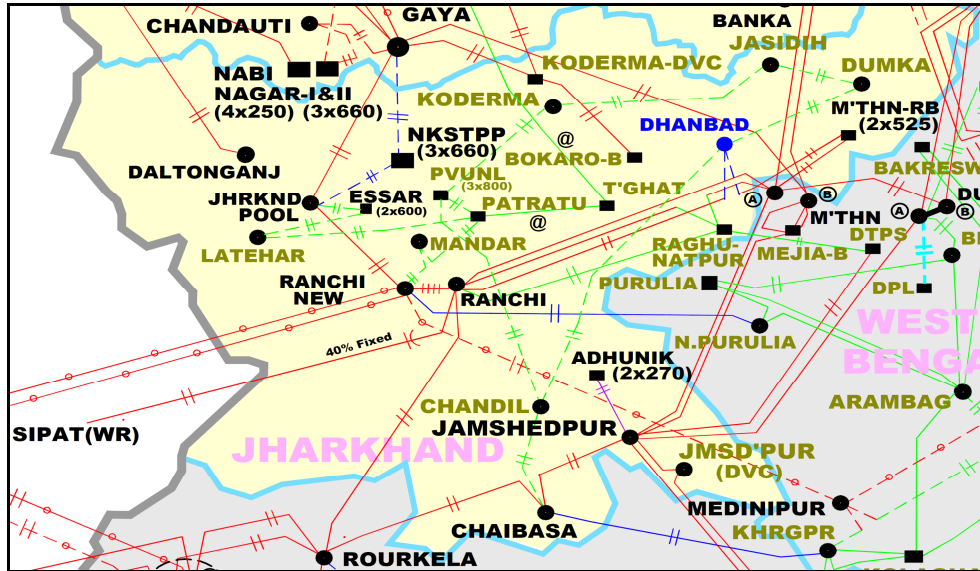 GAYA
BANKA
CHANDAUTI
JASIDIH
KODERMA-DVC
DUMKA
NABI
NAGAR-I&II
(4x250) (3x660)
KODERMA
M'THN-RB
(2x525)
DHANBAD
NKSTPP
(3x660)
@
BOKARO-B
DALTONGANJ
PVUNL
(3x800)
BAKRESW
JHRKND
POOL
ESSAR
(2x600)
PATRATU
T'GHAT
A
B
M'THN
A
B
DU
@
LATEHAR
MANDAR
RAGHU-
NATPUR
MEJIA-B
DTPS
RANCHI
NEW
RANCHI
PURULIA
DPL
WEST
BENGA
N.PURULIA
40% Fixed
ADHUNIK
(2x270)
CHANDIL
ARAMBAG
SIPAT(WR)
JAMSHEDPUR
JHARKHAND
JMSD'PUR
(DVC)
MEDINIPUR
CHAIBASA
KHRGPR
ROURKELA